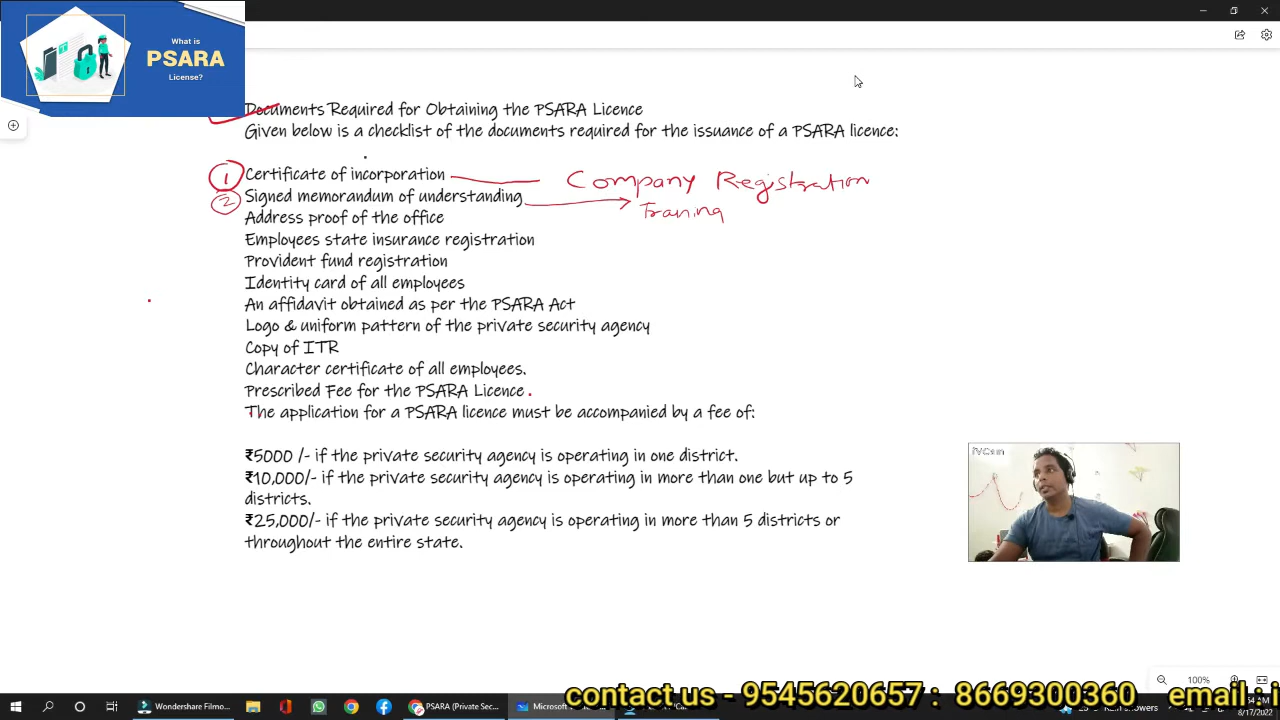 What is
PSARA
License?
Documents Required for Obtaining the PSARA Licence
Given below is a checklist of the documents required for the issuance of a PSARA licence:
1 Certificate of incorporation Company Registration
2 Signed memorandum of understanding Traning
Address proof of the office
Employees state insurance registration
Provident fund registration
Identity card of all employees
An affidavit obtained as per the PSARA Act
Logo & uniform pattern of the private security agency
Copy of ITR
Character certificate of all employees.
Prescribed Fee for the PSARA Licence
The application for a PSARA licence must be accompanied by a fee of:
₹5000 /- if the private security agency is operating in one district.
₹10,000/- if the private security agency is operating in more than one but up to 5
districts.
₹25,000/- if the private security agency is operating in more than 5 districts or
throughout the entire state.
iVCam
100%
contact us - 9545620657 : 8669300360 email : i
Wondershare Filmo...
PSARA (Private Sec...
Microsoft
8/17/2022